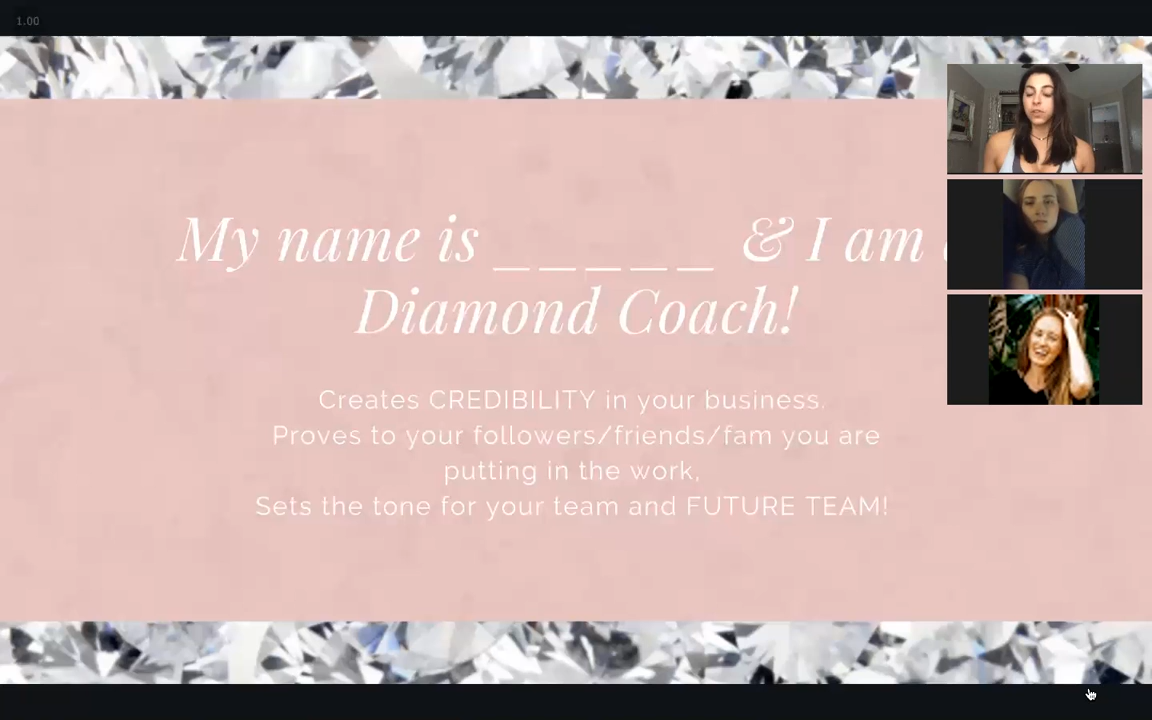 1.00
My name is _ _ _ _ _ & I am
Diamond Coach!
Creates CREDIBILITY in your business.
Proves to your followers/friends/fam you are
putting in the work,
Sets the tone for your team and FUTURE TEAM!